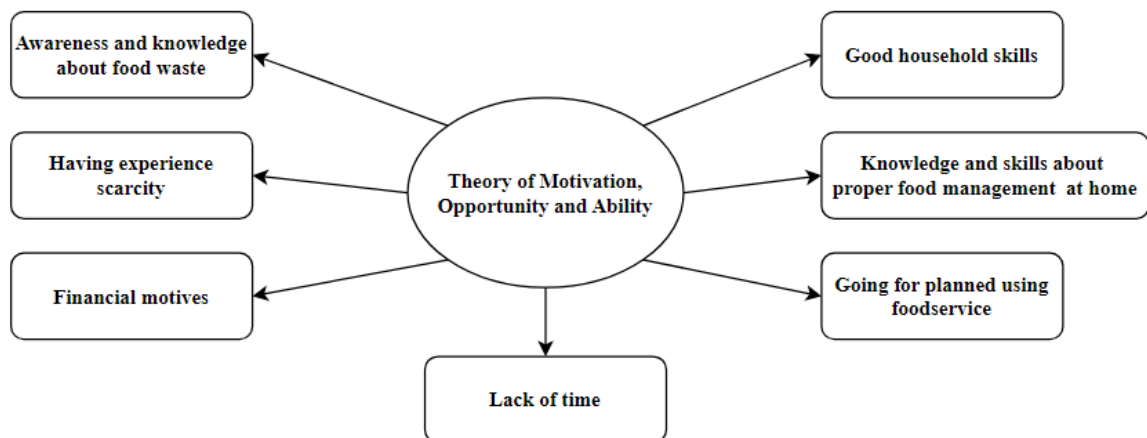 Awareness and knowledge
about food waste
Good household skills
Having experience
scarcity
Theory of Motivation,
Opportunity and Ability
Knowledge and skills about
proper food management at home
Financial motives
Going for planned using
foodservice
Lack of time